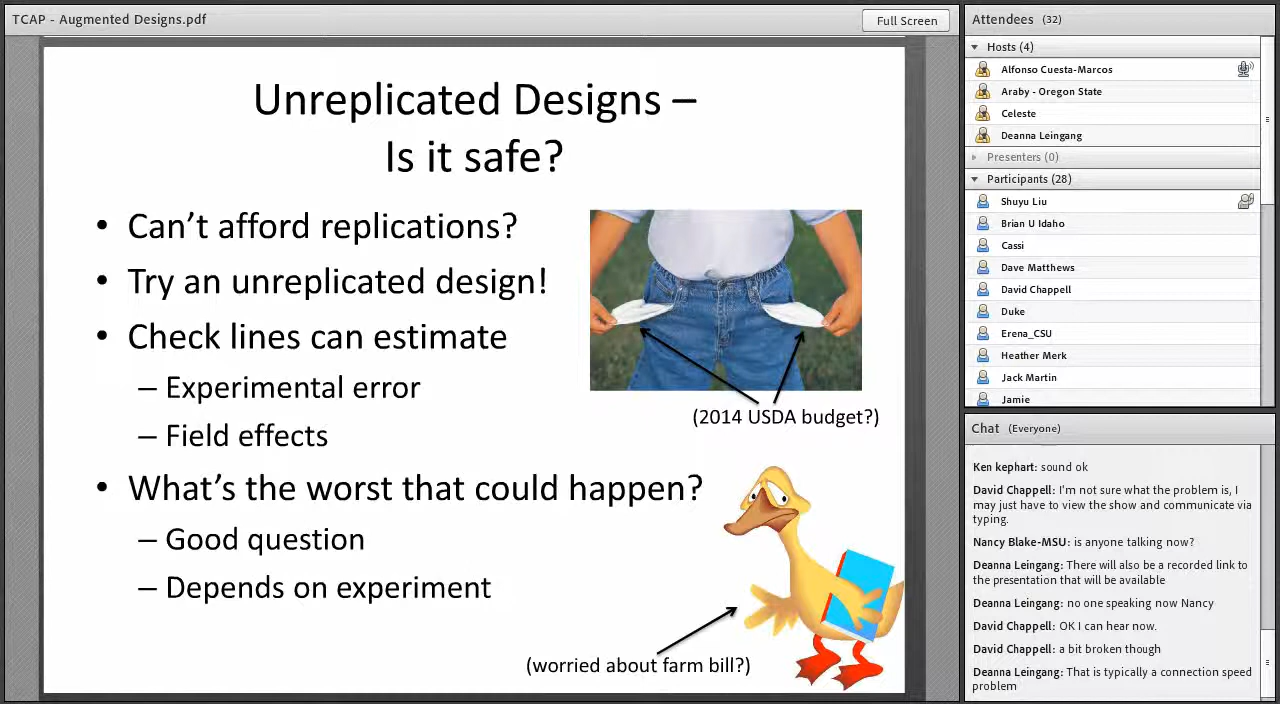 TCAP - Augmented Designs.pdf
Full Screen
Unreplicated Designs –
Is it safe?
• Can't afford replications?
• Try an unreplicated design!
• Check lines can estimate
– Experimental error
– Field effects
• What's the worst that could happen?
– Good question
– Depends on experiment
(2014 USDA budget?)
(worried about farm bill?)
Attendees (32)
Hosts (4)
Alfonso Cuesta-Marcos
Araby - Oregon State
Celeste
Deanna Leingang
Presenters (0)
Participants (28)
Shuyu Liu
Brian U Idaho
Cassi
Dave Matthews
David Chappell
Duke
Erena_CSU
Heather Merk
Jack Martin
Jamie
Chat (Everyone)
Ken kephart: sound ok
David Chappell: I'm not sure what the problem is, I
may just have to view the show and communicate via
typing.
Nancy Blake-MSU: is anyone talking now?
Deanna Leingang: There will also be a recorded link to
the presentation that will be available
Deanna Leingang: no one speaking now Nancy
David Chappell: OK I can hear now.
David Chappell: a bit broken though
Deanna Leingang: That is typically a connection speed
problem